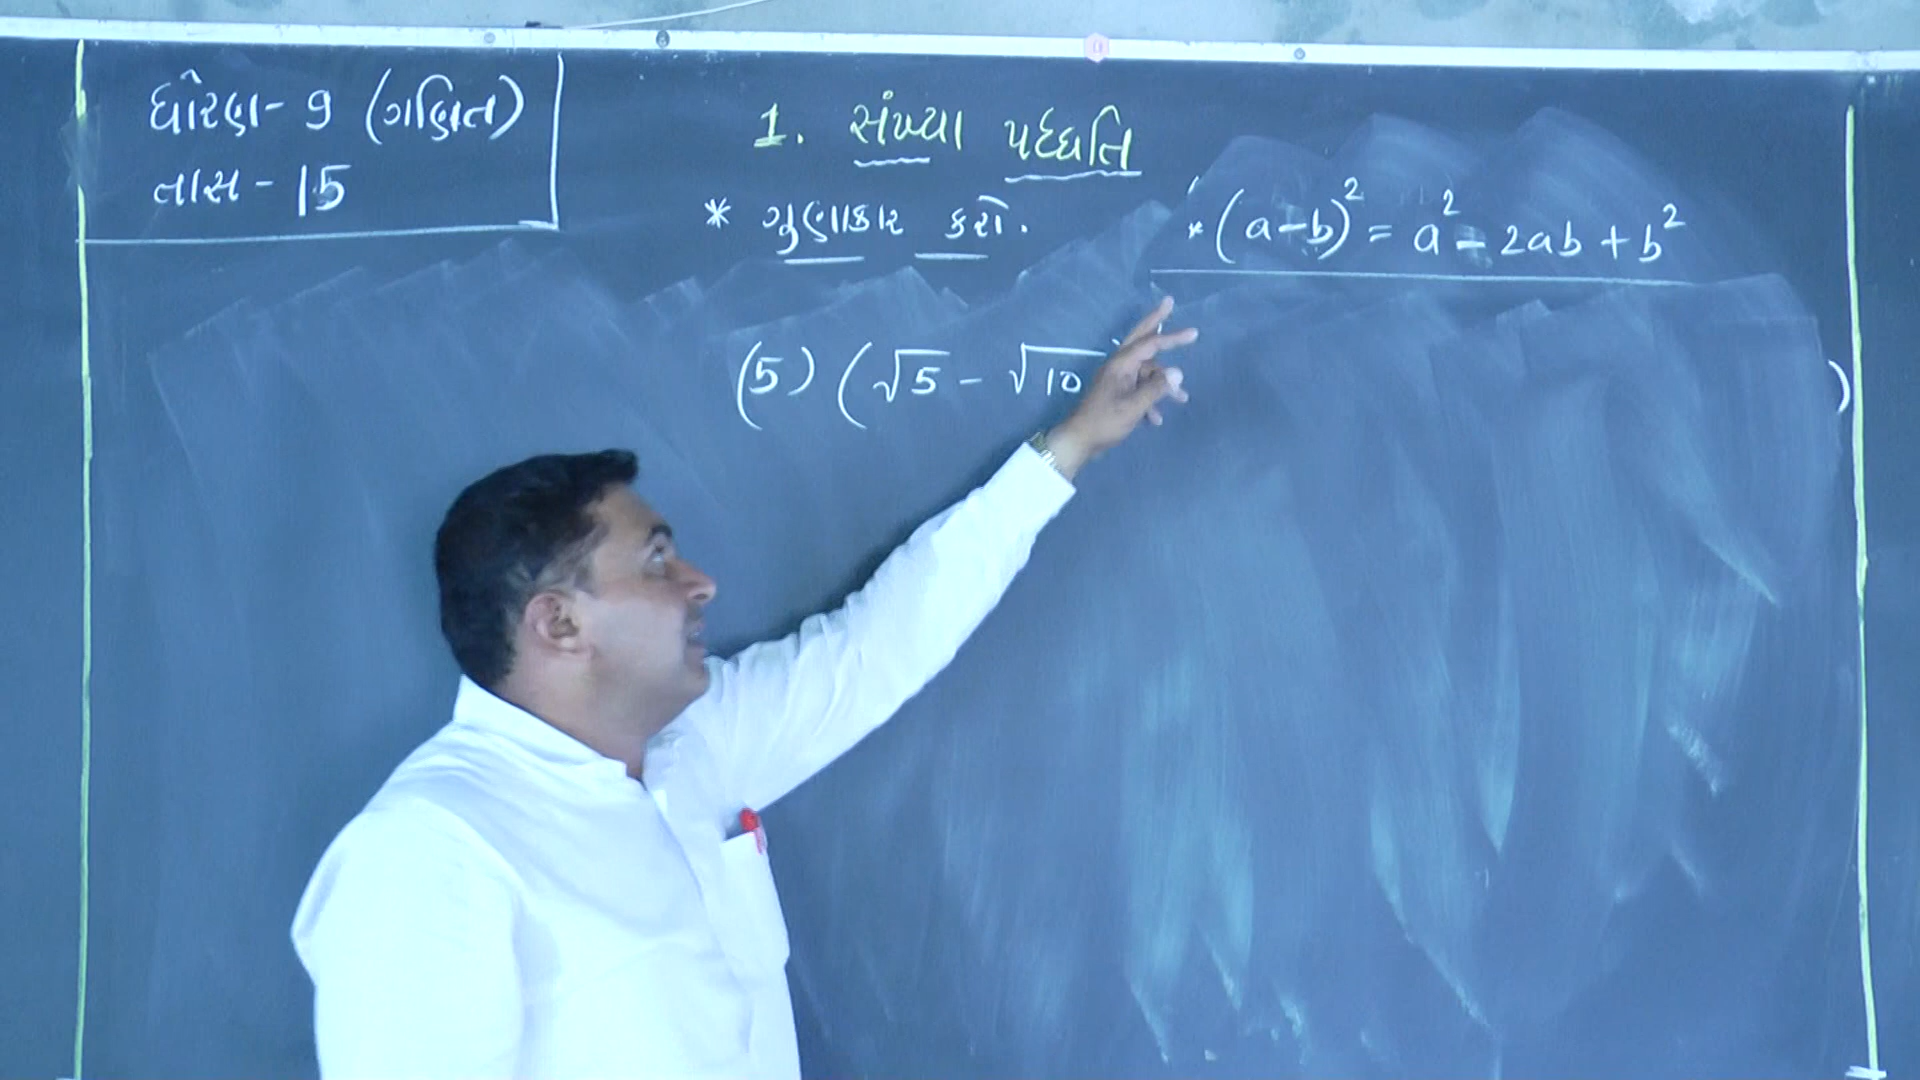 ધોરણ - 9 (ગણિત)
તાસ - 15
1. સંખ્યા પદ્ધતિ
* ગુણાકાર કરો.
* (a-b)² = a² - 2ab + b²
(5) (√5 - √10
)